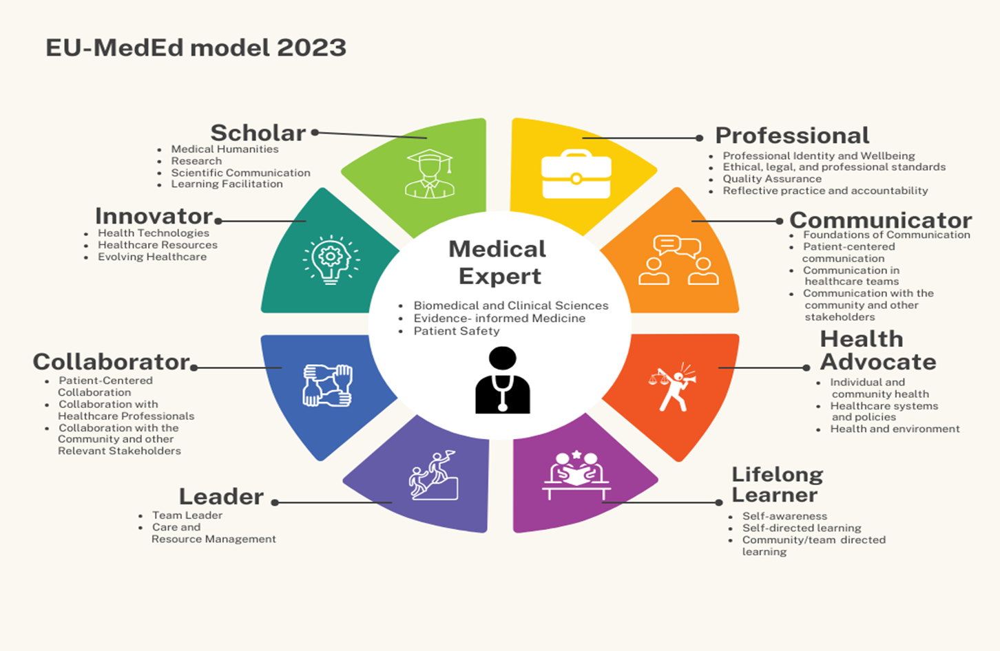 EU-MedEd model 2023
Scholar
• Medical Humanities
• Research
• Scientific Communication
• Learning Facilitation
Professional
• Professional Identity and Wellbeing
• Ethical, legal, and professional standards
• Quality Assurance
• Reflective practice and accountability
Innovator
• Health Technologies
• Healthcare Resources
• Evolving Healthcare
Communicator
• Foundations of Communication
• Patient-centered
communication
• Communication in
healthcare teams
• Communication with the
community and other
stakeholders
Medical
Expert
• Biomedical and Clinical Sciences
• Evidence- informed Medicine
• Patient Safety
Collaborator
• Patient-Centered
Collaboration
• Collaboration with
Healthcare Professionals
• Collaboration with the
Community and other
Relevant Stakeholders
Health
Advocate
• Individual and
community health
• Healthcare systems
and policies
• Health and environment
Leader
• Team Leader
• Care and
Resource Management
Lifelong
Learner
• Self-awareness
• Self-directed learning
• Community/team directed
learning